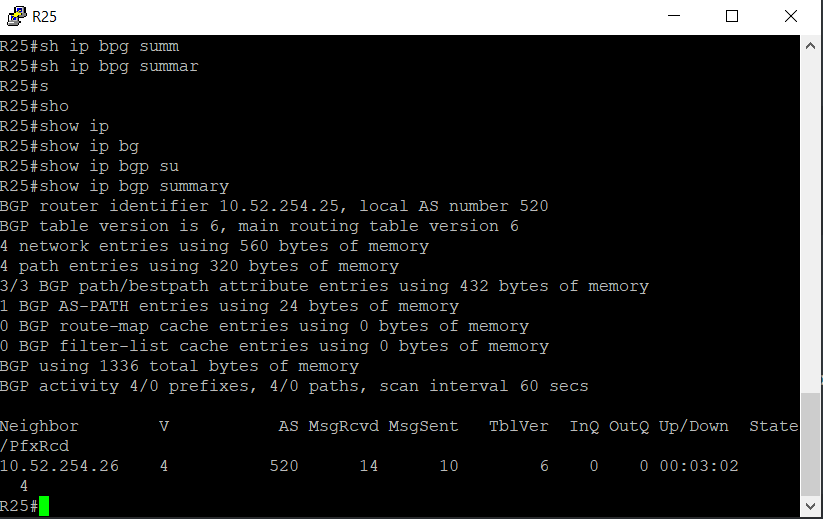 R25
R25#sh ip bpg summ
R25#sh ip bpg summar
R25#s
R25#sho
R25#show ip
R25#show ip bg
R25#show ip bgp su
R25#show ip bgp summary
BGP router identifier 10.52.254.25, local AS number 520
BGP table version is 6, main routing table version 6
4 network entries using 560 bytes of memory
4 path entries using 320 bytes of memory
3/3 BGP path/bestpath attribute entries using 432 bytes of memory
1 BGP AS-PATH entries using 24 bytes of memory
0 BGP route-map cache entries using 0 bytes of memory
0 BGP filter-list cache entries using 0 bytes of memory
BGP using 1336 total bytes of memory
BGP activity 4/0 prefixes, 4/0 paths, scan interval 60 secs
Neighbor        V           AS MsgRcvd MsgSent   TblVer  InQ OutQ Up/Down  State
/PfxRcd
10.52.254.26    4          520      14      10        6    0    0 00:03:02
  4
R25#